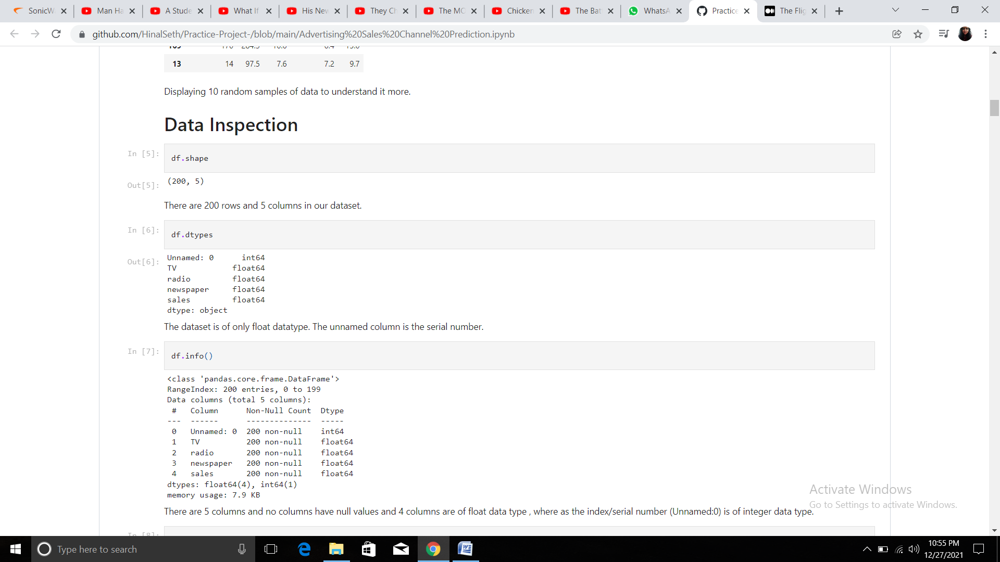 SonicW
Man Ha
A Stude
What If
His New
They Ch
The MC
Chicken
The Bat
WhatsA
Practice
The Flig
github.com/HinalSeth/Practice-Project-/blob/main/Advertising%20Sales%20Channel%20Prediction.ipynb
13 14 97.5 7.6 7.2 9.7
Displaying 10 random samples of data to understand it more.
Data Inspection
In [5]:
df.shape
Out[5]:
(200, 5)
There are 200 rows and 5 columns in our dataset.
In [6]:
df.dtypes
Out[6]:
Unnamed: 0 int64
TV float64
radio float64
newspaper float64
sales float64
dtype: object
The dataset is of only float datatype. The unnamed column is the serial number.
In [7]:
df.info()
<class 'pandas.core.frame.DataFrame'>
RangeIndex: 200 entries, 0 to 199
Data columns (total 5 columns):
# Column Non-Null Count Dtype
--- ------ -------------- -----
0 Unnamed: 0 200 non-null int64
1 TV 200 non-null float64
2 radio 200 non-null float64
3 newspaper 200 non-null float64
4 sales 200 non-null float64
dtypes: float64(4), int64(1)
memory usage: 7.9 KB
There are 5 columns and no columns have null values and 4 columns are of float data type , where as the index/serial number (Unnamed:0) is of integer data type.
In [8]:
Activate Windows
Go to Settings to activate Windows.
Type here to search
10:55 PM
12/27/2021